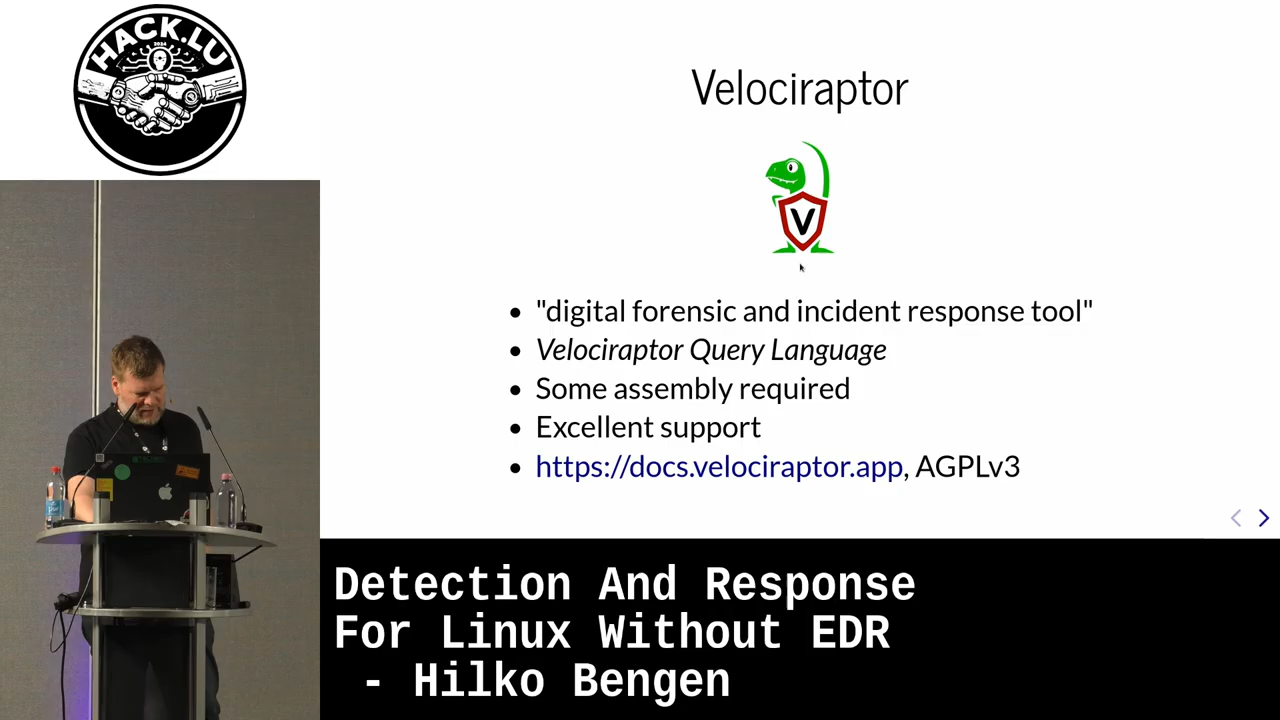 HACK.LU
2024
Velociraptor
V
• "digital forensic and incident response tool"
• Velociraptor Query Language
• Some assembly required
• Excellent support
• https://docs.velociraptor.app, AGPLv3
Detection And Response
For Linux Without EDR
- Hilko Bengen